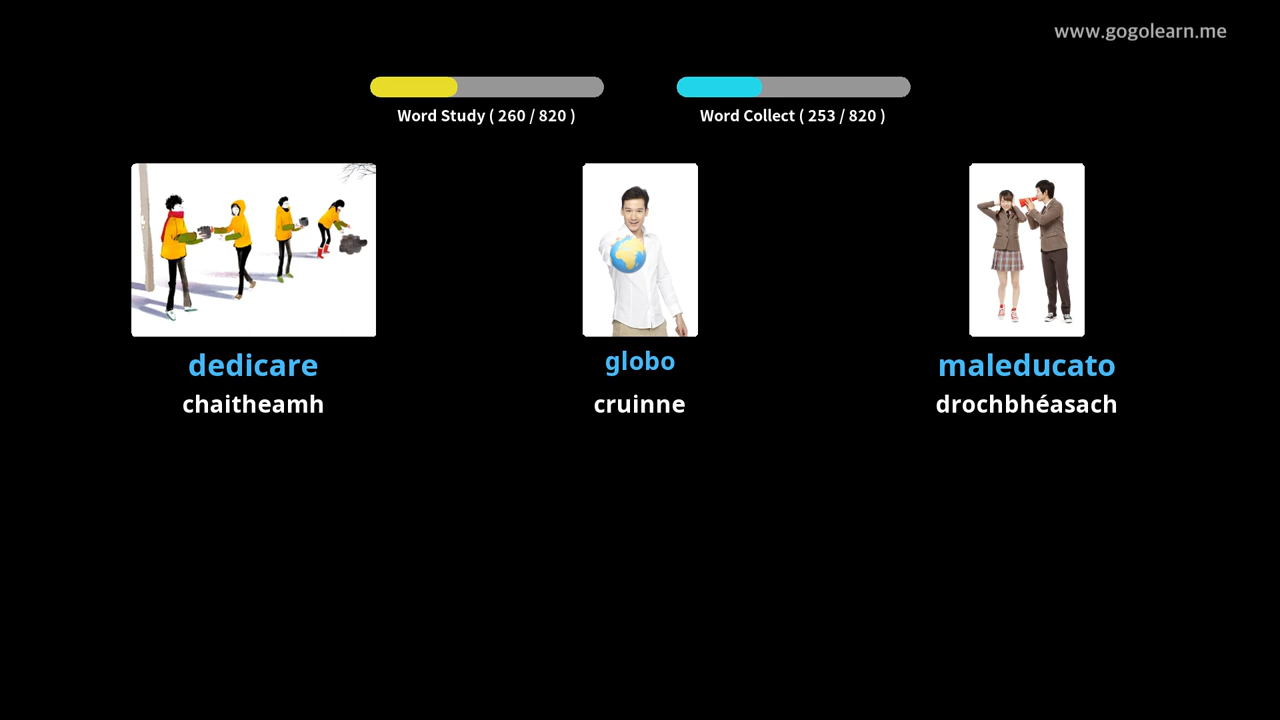 www.gogolearn.me
Word Study ( 260 / 820 )
Word Collect ( 253 / 820 )
dedicare
globo
maleducato
chaitheamh
cruinne
drochbhéasach